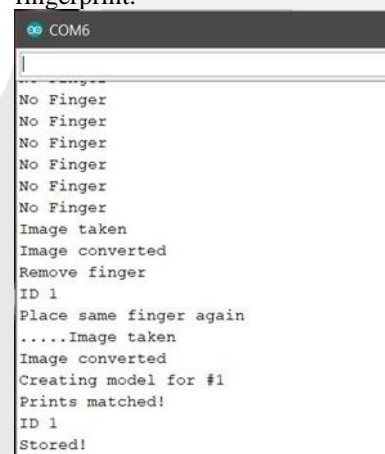 fingerprint.
COM6
No Finger
No Finger
No Finger
No Finger
No Finger
No Finger
No Finger
Image taken
Image converted
Remove finger
ID 1
Place same finger again
.....Image taken
Image converted
Creating model for #1
Prints matched!
ID 1
Stored!